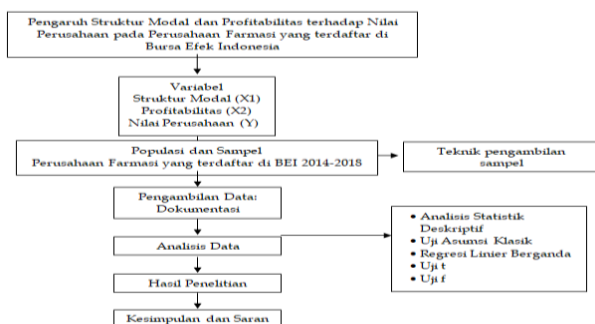 Pengaruh Struktur Modal dan Profitabilitas terhadap Nilai
Perusahaan pada Perusahaan Farmasi yang terdaftar di
Bursa Efek Indonesia
Variabel
Struktur Modal (X1)
Profitabilitas (X2)
Nilai Perusahaan (Y)
Populasi dan Sampel
Perusahaan Farmasi yang terdaftar di BEI 2014-2018
Teknik pengambilan
sampel
Pengambilan Data:
Dokumentasi
Analisis Data
• Analisis Statistik
Deskriptif
• Uji Asumsi Klasik
• Regresi Linier Berganda
• Uji t
• Uji f
Hasil Penelitian
Kesimpulan dan Saran